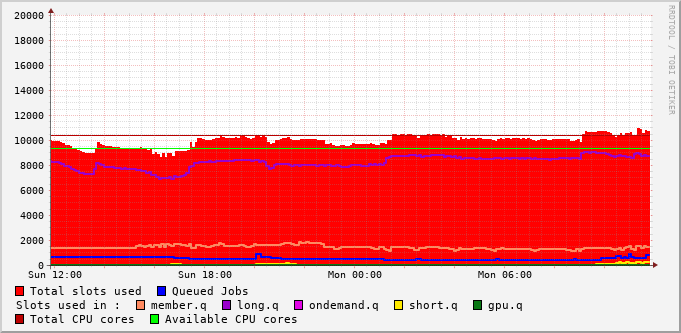 20000
18000
16000
14000
12000
10000
8000
6000
4000
2000
0
Sun 12:00 Sun 18:00 Mon 00:00 Mon 06:00
RRDTOOL / TOBI OETIKER
Total slots used Queued Jobs
Slots used in : member.q long.q ondemand.q short.q gpu.q
Total CPU cores Available CPU cores